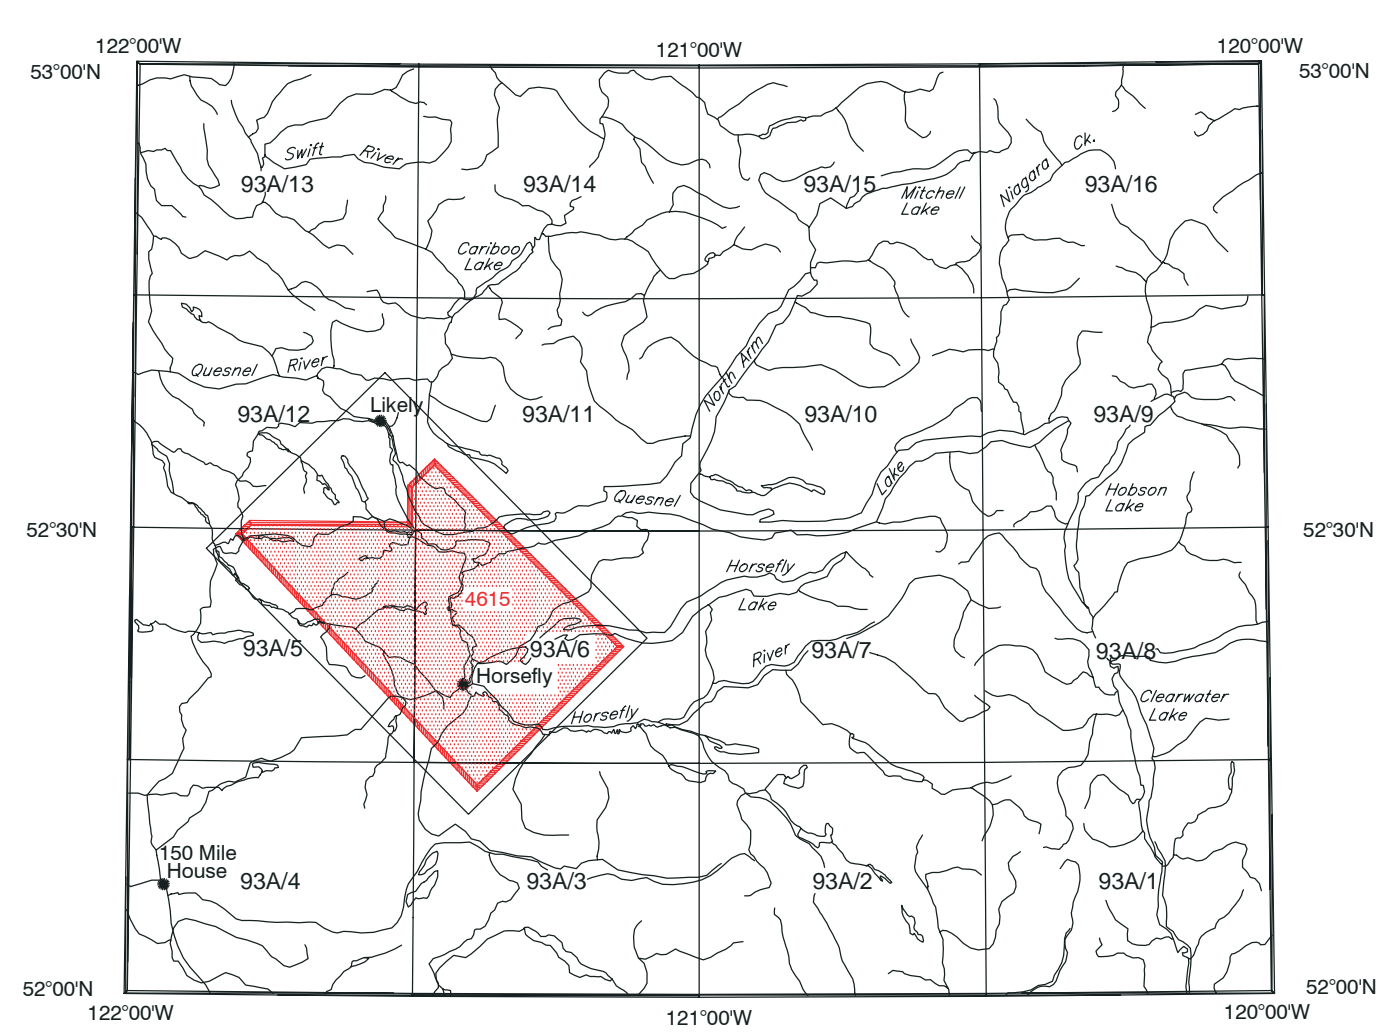 122°00'W
121°00'W
120°00'W
53°00'N
53°00'N
Swift River
Niagara Ck.
93A/13
93A/14
93A/15
93A/16
Mitchell
Lake
Cariboo
Lake
North Arm
Quesnel River
Likely
93A/12
93A/11
93A/10
93A/9
Quesnel
Lake
Hobson
Lake
52°30'N
52°30'N
Horsefly
Lake
4615
93A/5
93A/6
River
93A/7
93A/8
Horsefly
Horsefly
Clearwater
Lake
150 Mile
House
93A/4
93A/3
93A/2
93A/1
52°00'N
52°00'N
122°00'W
121°00'W
120°00'W